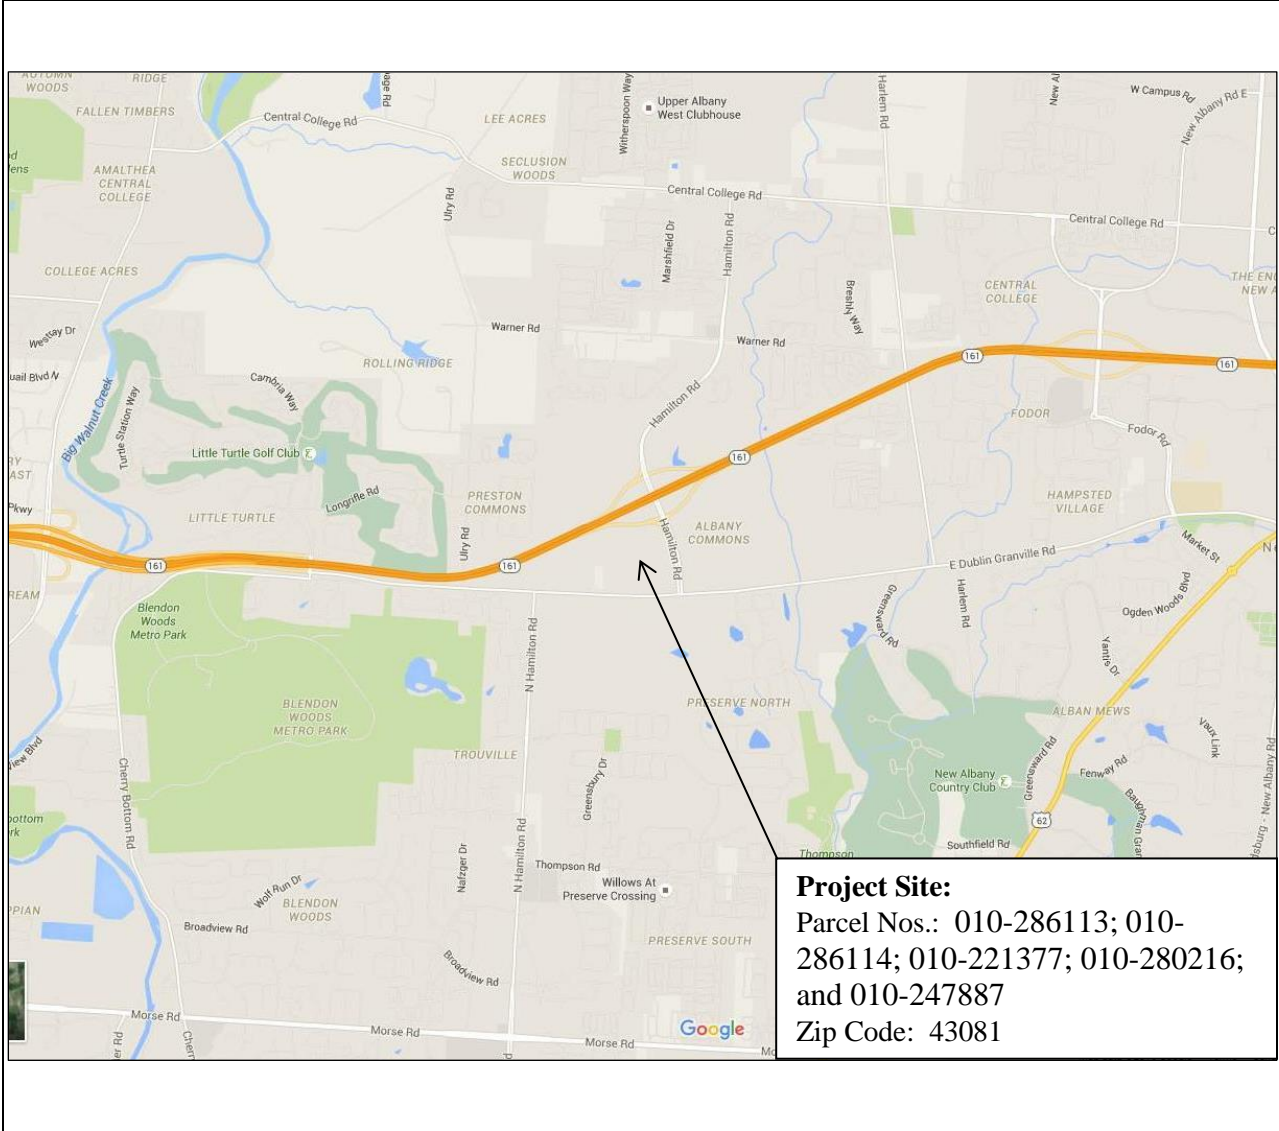 AUTUMN
WOODS
RIDGE
FALLEN TIMBERS
Central College Rd
LEE ACRES
Witherspoon Way
Upper Albany
West Clubhouse
Harlem Rd
W Campus Rd
New Albany Rd E
AMALTHEA
CENTRAL
COLLEGE
SECLUSION
WOODS
Ulry Rd
Central College Rd
Central College Rd
Marshfield Dr
Hamilton Rd
COLLEGE ACRES
CENTRAL
COLLEGE
Breshly Way
Westay Dr
Warner Rd
Warner Rd
161
161
ROLLING RIDGE
Cambria Way
Hamilton Rd
Big Walnut Creek
Turtle Station Way
FODOR
Fodor Rd
Little Turtle Golf Club
161
Longrifle Rd
PRESTON
COMMONS
HAMPSTED
VILLAGE
LITTLE TURTLE
Ulry Rd
Hamilton Rd
ALBANY
COMMONS
Market St
161
161
E Dublin Granville Rd
Blendon
Woods
Metro Park
Greensward Rd
Harlem Rd
Ogden Woods Blvd
N Hamilton Rd
Yantis Dr
BLENDON
WOODS
METRO PARK
PRESERVE NORTH
ALBAN MEWS
Vaux Link
TROUVILLE
Cherry Bottom Rd
Greensbury Dr
New Albany
Country Club
Greensward Rd
Fenway Rd
62
N Hamilton Rd
Southfield Rd
Thompson
Nafzger Dr
Thompson Rd
Willows At
Preserve Crossing
Wolf Run Dr
BLENDON
WOODS
Broadview Rd
PRESERVE SOUTH
Broadview Rd
Morse Rd
Morse Rd
Morse Rd
Google
Project Site:
Parcel Nos.: 010-286113; 010-
286114; 010-221377; 010-280216;
and 010-247887
Zip Code: 43081